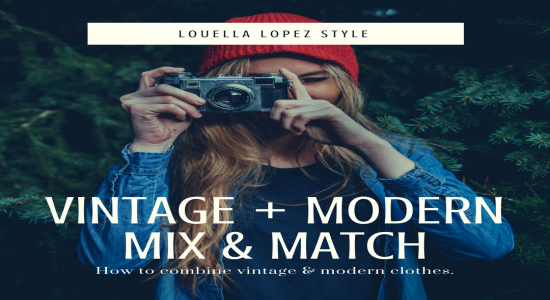 LOUELLA LOPEZ STYLE
VINTAGE + MODERN
MIX & MATCH
How to combine vintage & modern clothes.